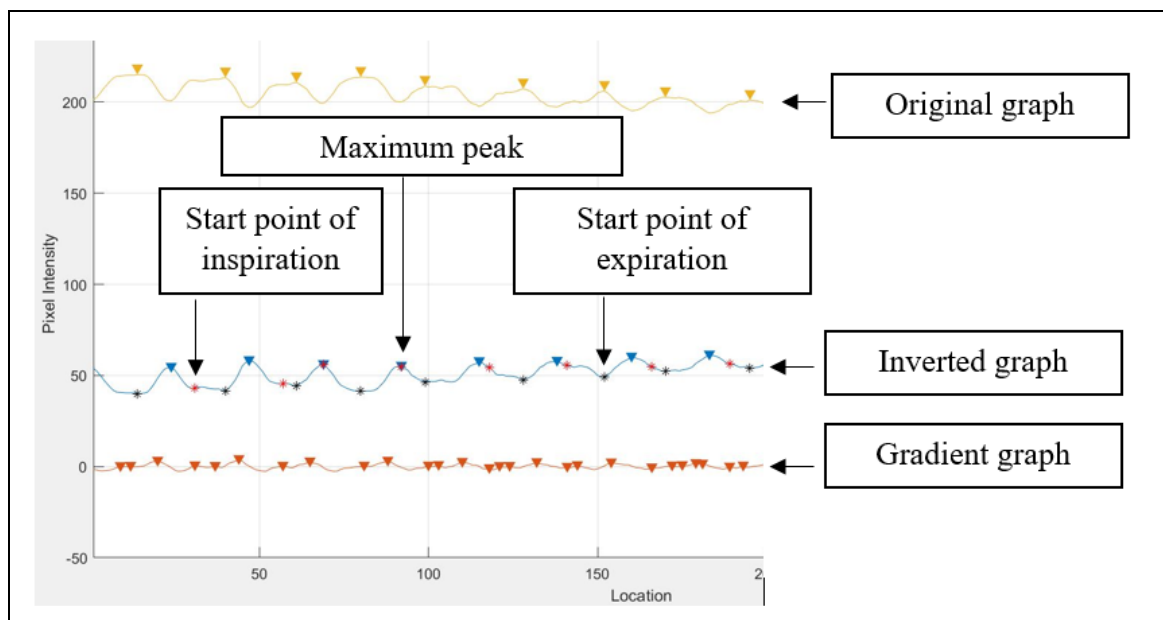 200
Original graph
Maximum peak
150
Start point of
inspiration
Start point of
expiration
100
Pixel Intensity
50
Inverted graph
0
Gradient graph
-50
50
100
150
2
Location